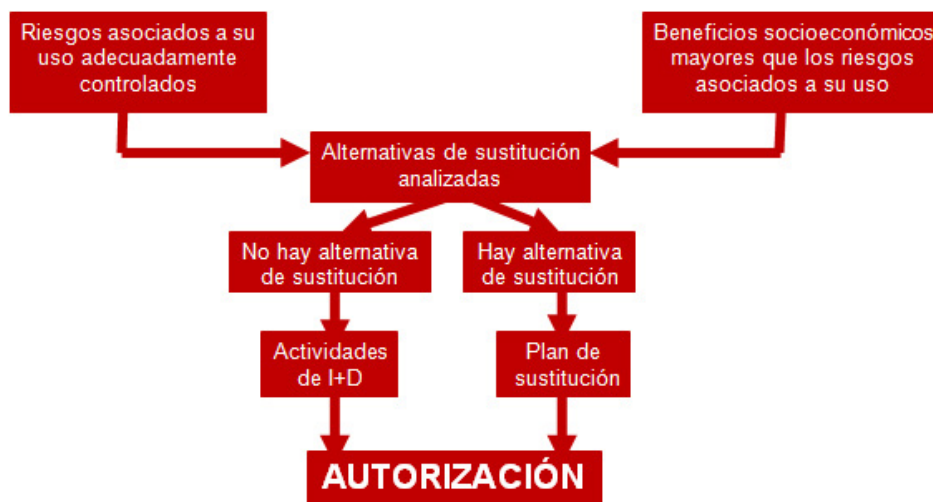 Riesgos asociados a su
uso adecuadamente
controlados
Beneficios socioeconómicos
mayores que los riesgos
asociados a su uso
Alternativas de sustitución
analizadas
No hay alternativa
de sustitución
Hay alternativa
de sustitución
Actividades
de I+D
Plan de
sustitución
AUTORIZACIÓN